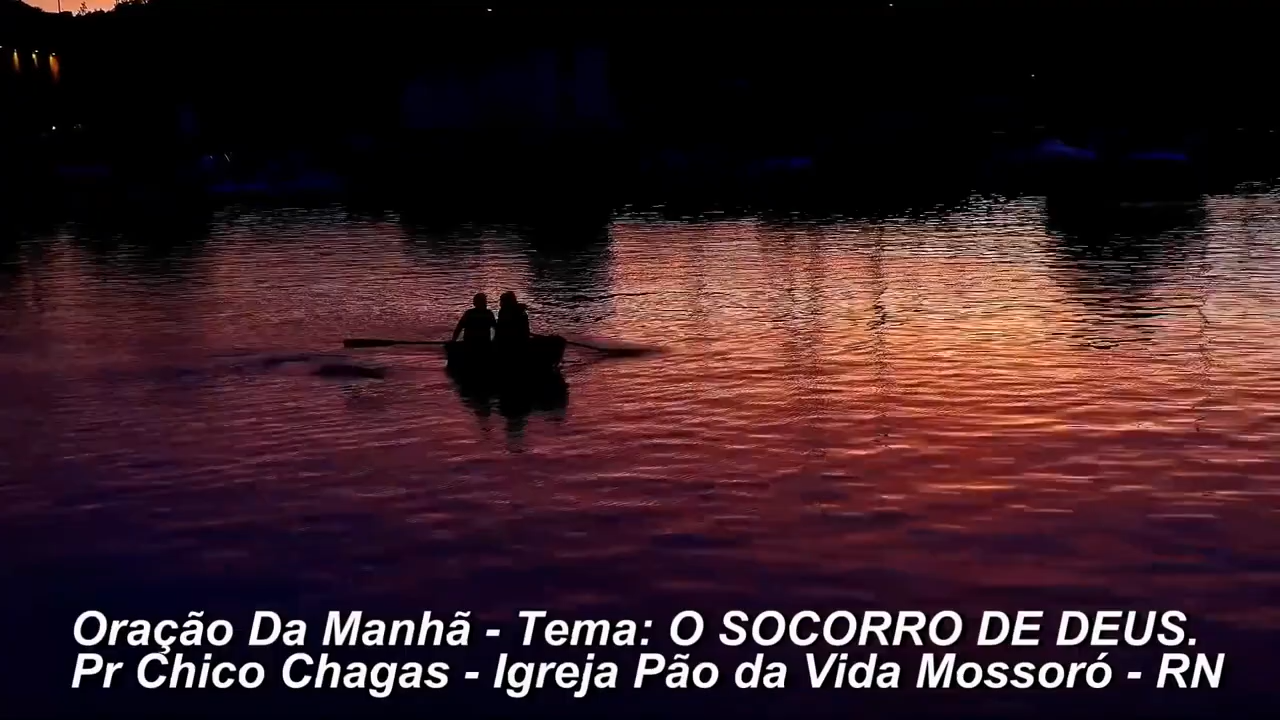 Oração Da Manhã - Tema: O SOCORRO DE DEUS.
Pr Chico Chagas - Igreja Pão da Vida Mossoró - RN